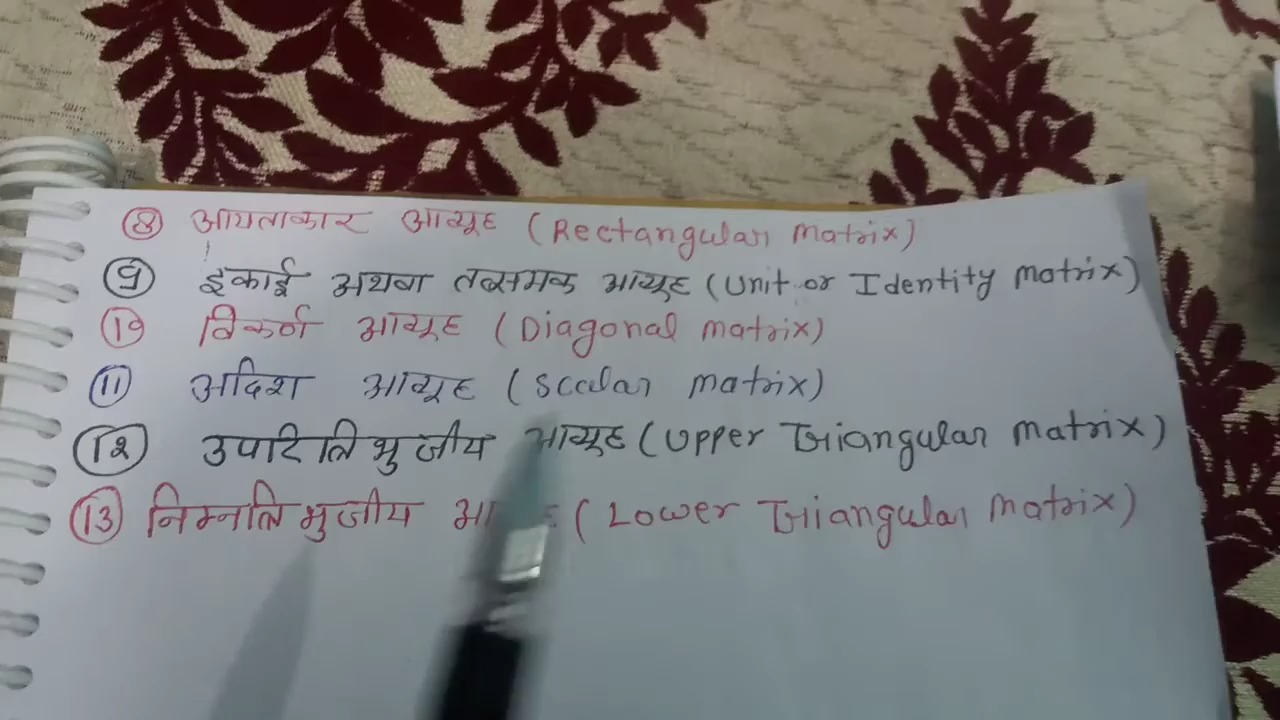 ⑧ आयताकार आव्यूह (Rectangular matrix)
⑨ इकाई अथवा तत्समक आव्यूह (Unit or Identity matrix)
⑩ विकर्ण आव्यूह (Diagonal matrix)
⑪ अदिश आव्यूह (Scalar matrix)
⑫ उपरित्रिभुजीय आव्यूह (Upper Triangular matrix)
⑬ निम्नत्रिभुजीय (Lower Triangular matrix)